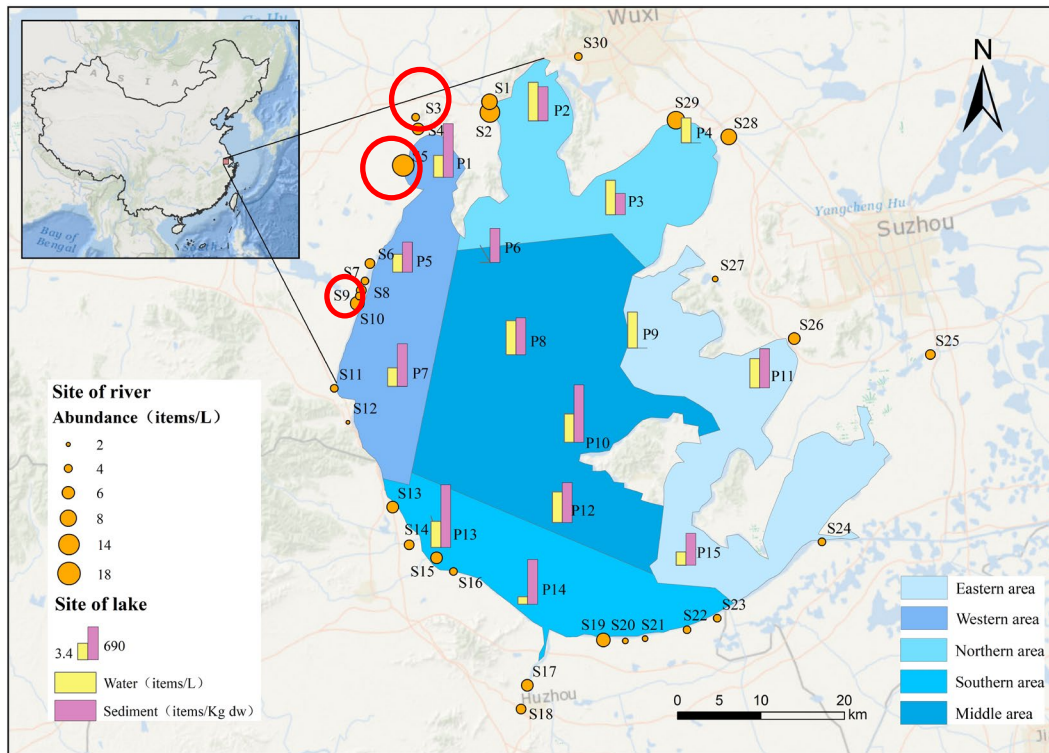 Wuxi
N
A S I A
Bay of
Bengal
S30
S1
S2
S3
S4
S29
S28
P2
P4
P1
P3
Yangcheng Hu
Suzhou
P6
S6
P5
S7
S8
S9
S10
S27
P9
P8
S26
S25
P11
P7
S11
S12
P10
S13
P12
P13
S14
S15
S16
S24
P15
P14
S23
S22
S19
S20
S21
S17
Huzhou
S18
Site of river
Abundance（items/L）
2
4
6
8
14
18
Site of lake
3.4
690
Water（items/L）
Sediment（items/Kg dw）
Eastern area
Western area
Northern area
Southern area
Middle area
0
10
20
km
Ji